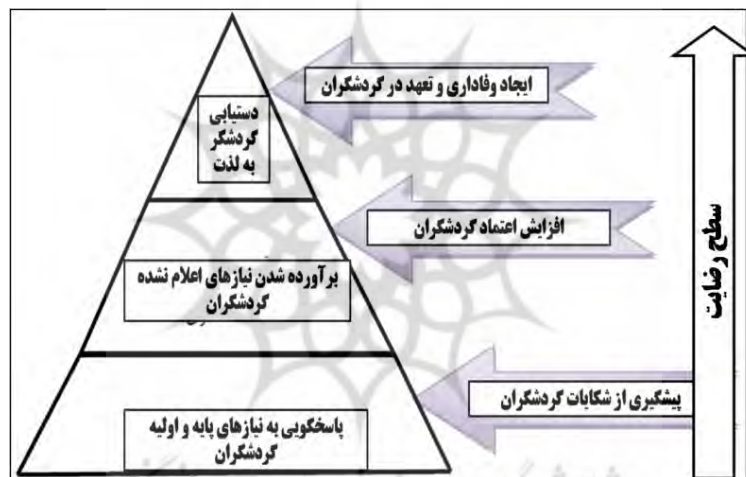 ایجاد وفاداری و تعهد در گردشگران
دستیابی
گردشگر
به لذت
افزایش اعتماد گردشگران
برآورده شدن نیازهای اعلام نشده
گردشگران
پیشگیری از شکایات گردشگران
پاسخگویی به نیازهای پایه و اولیه
گردشگران
سطح رضایت